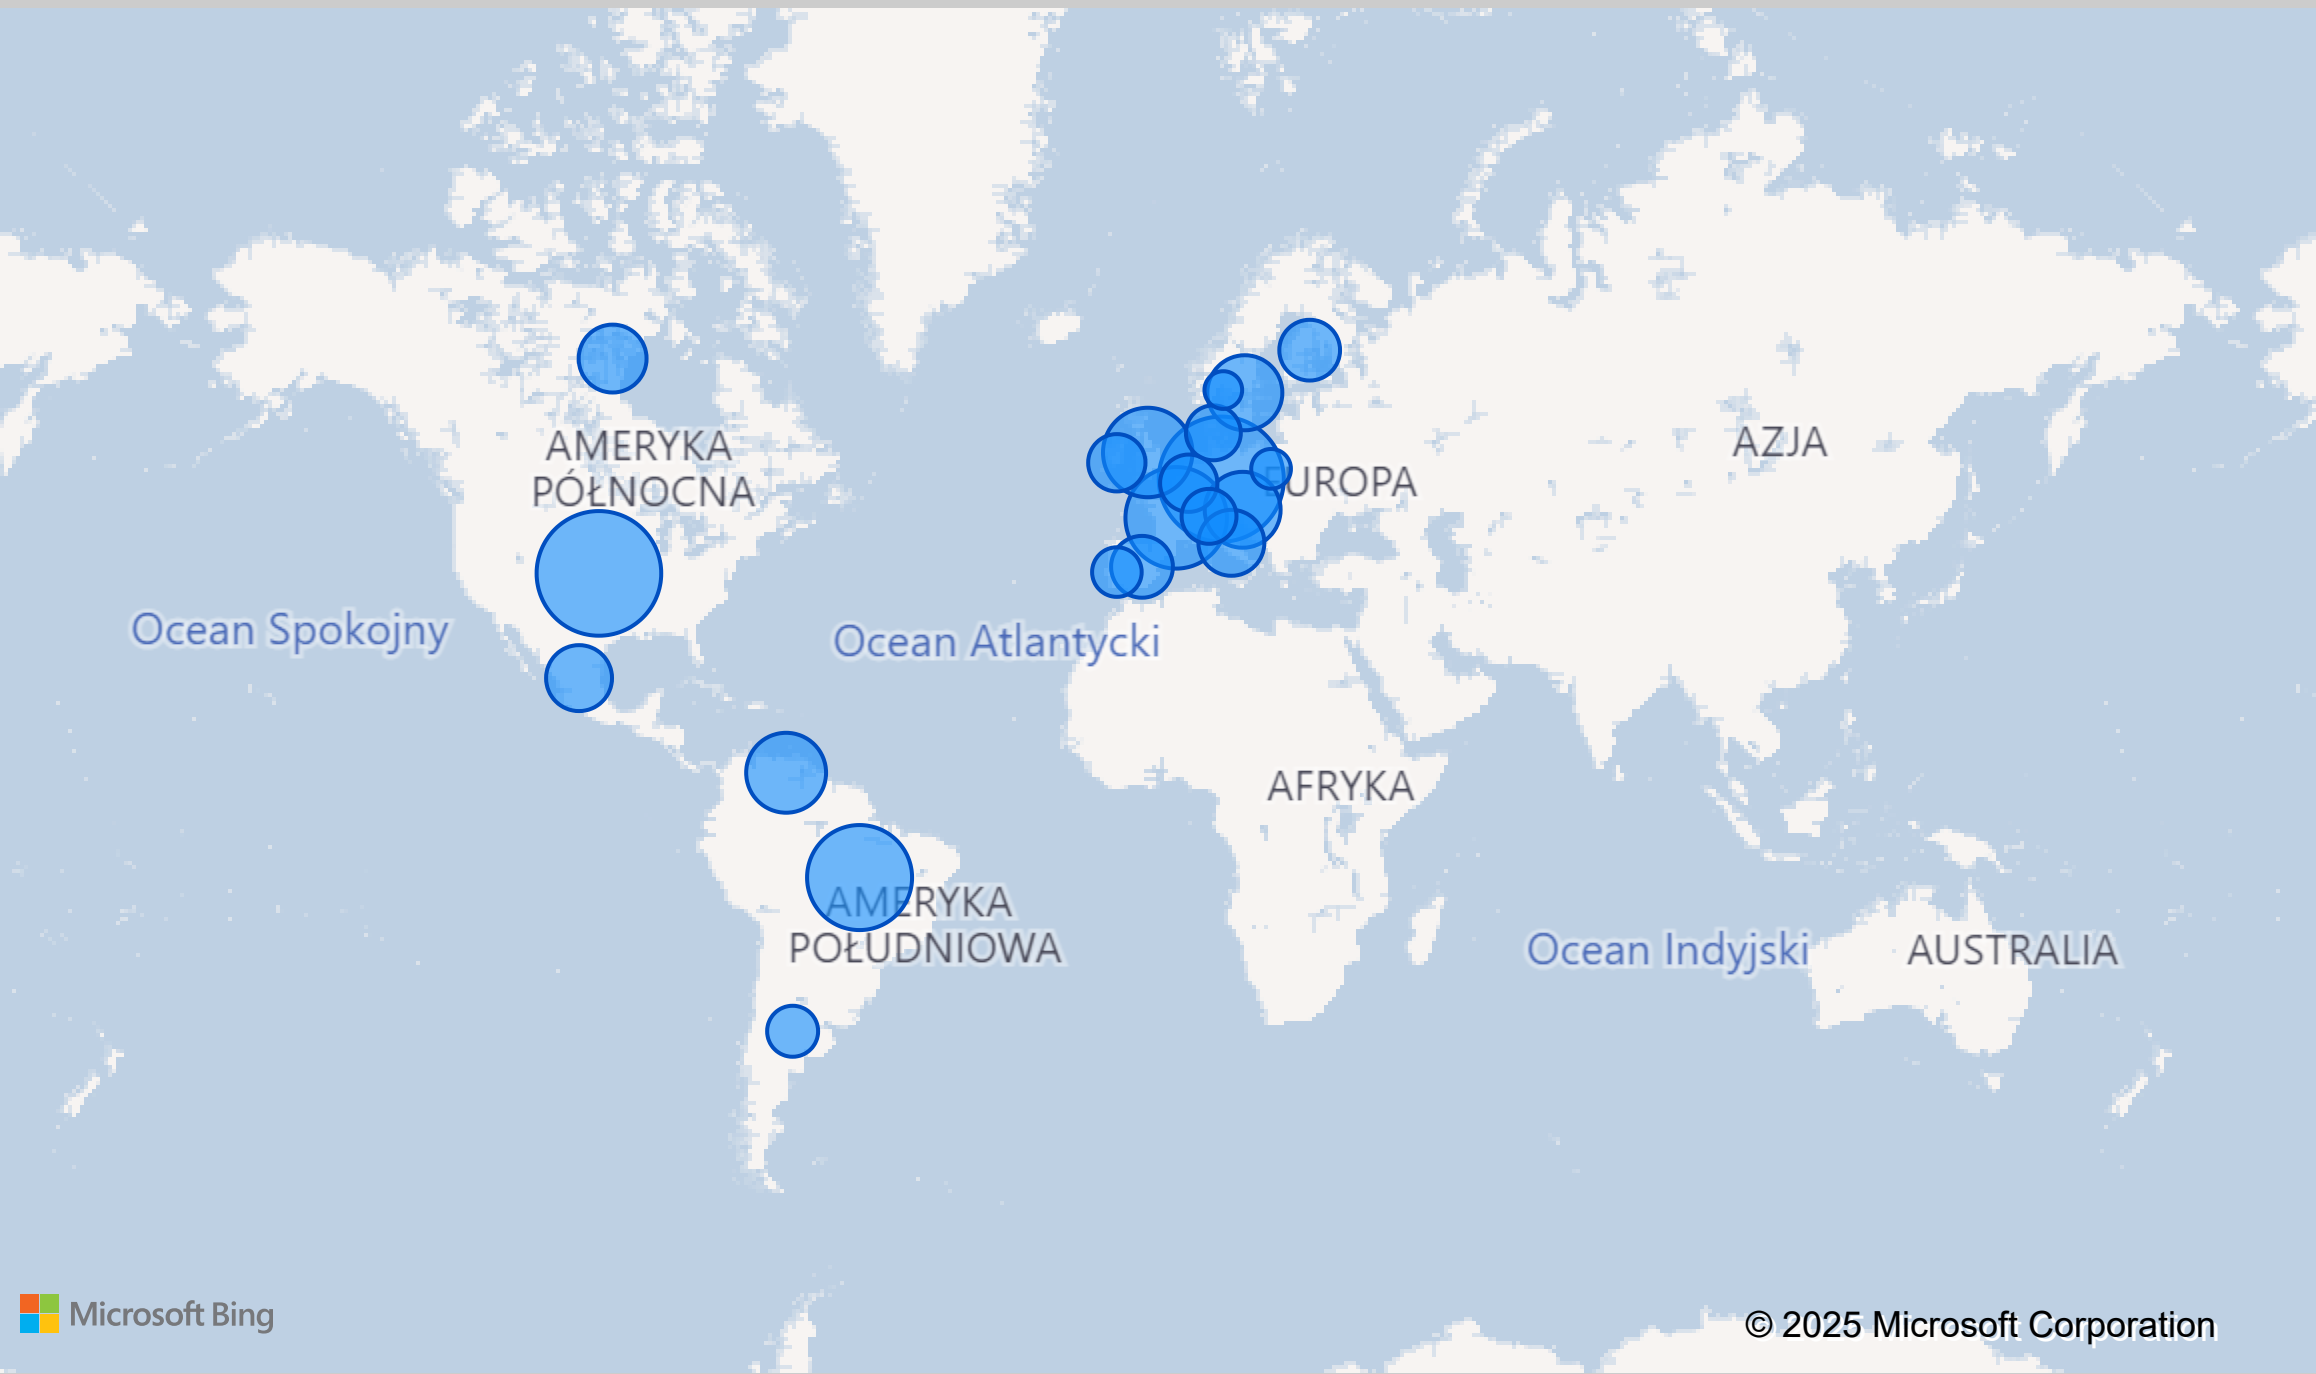 AMERYKA
PÓŁNOCNA
EUROPA
AZJA
Ocean Spokojny
Ocean Atlantycki
AFRYKA
AMERYKA
POŁUDNIOWA
Ocean Indyjski
AUSTRALIA
Microsoft Bing
© 2025 Microsoft Corporation